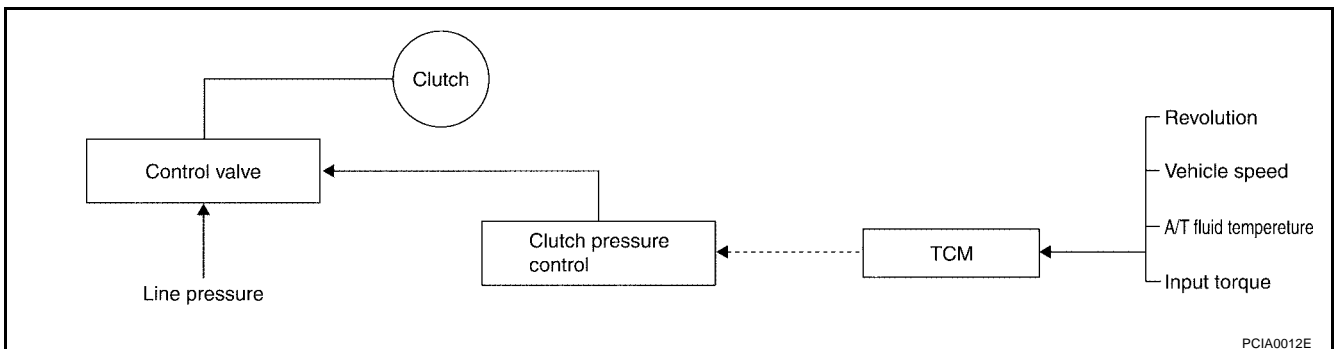 Clutch
Revolution
Control valve
Vehicle speed
A/T fluid tempereture
Clutch pressure
control
TCM
Line pressure
Input torque
PCIA0012E